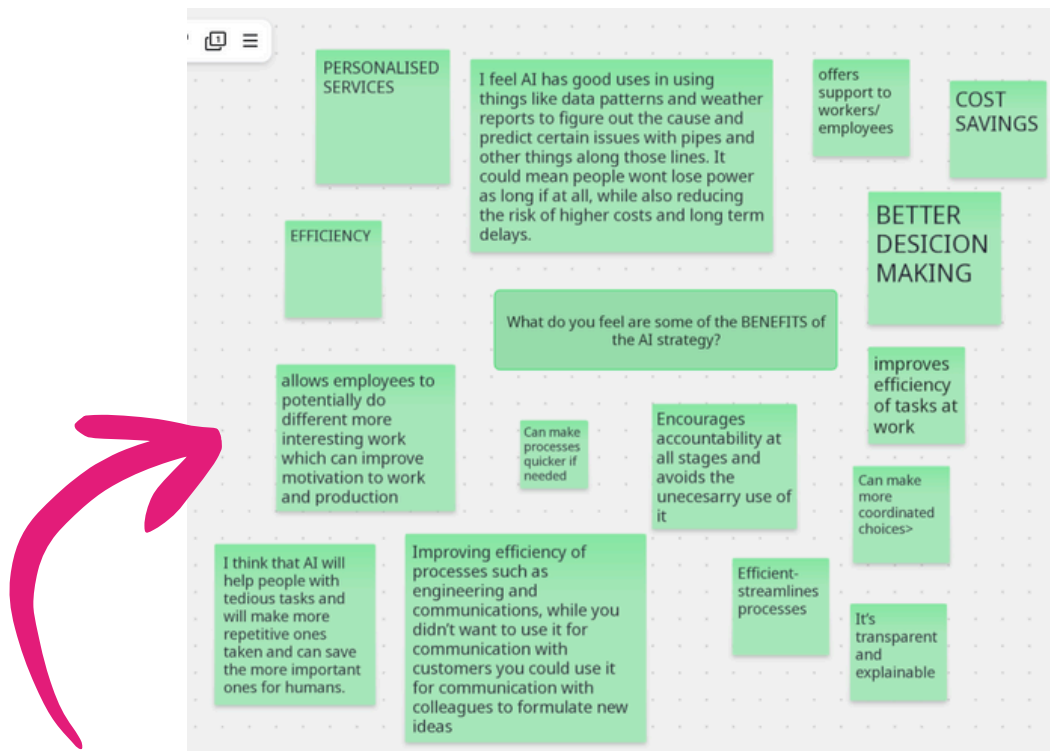 1
PERSONALISED
SERVICES
I feel AI has good uses in using
things like data patterns and weather
reports to figure out the cause and
predict certain issues with pipes and
other things along those lines. It
could mean people wont lose power
as long if at all, while also reducing
the risk of higher costs and long term
delays.
offers
support to
workers/
employees
COST
SAVINGS
EFFICIENCY
BETTER
DESICION
MAKING
What do you feel are some of the BENEFITS of
the AI strategy?
allows employees to
potentially do
different more
interesting work
which can improve
motivation to work
and production
Can make
processes
quicker if
needed
Encourages
accountability at
all stages and
avoids the
unecesarry use of
it
improves
efficiency
of tasks at
work
Can make
more
coordinated
choices>
I think that AI will
help people with
tedious tasks and
will make more
repetitive ones
taken and can save
the more important
ones for humans.
Improving efficiency of
processes such as
engineering and
communications, while you
didn't want to use it for
communication with
customers you could use it
for communication with
colleagues to formulate new
ideas
Efficient-
streamlines
processes
It's
transparent
and
explainable